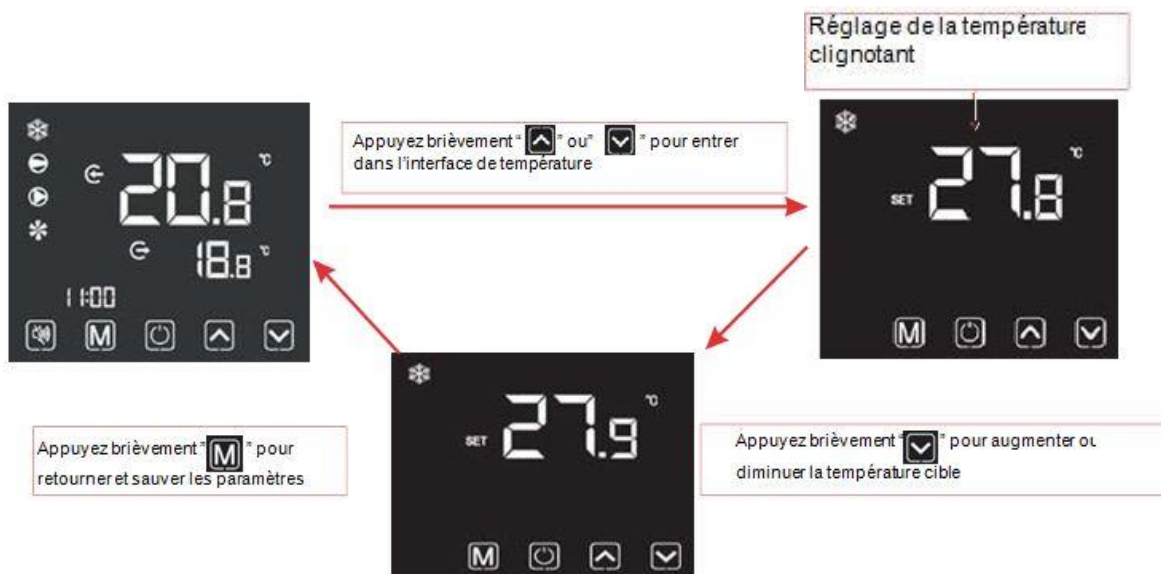 Réglage de la température
clignotant
20.8 °C
18.8 °C
11:00
M
Appuyez brièvement “ ” ou” ” pour entrer
dans l'interface de température
SET 27.8 °C
M
Appuyez brièvement” M ” pour
retourner et sauver les paramètres
SET 27.9 °C
M
Appuyez brièvement “ ” pour augmenter ou
diminuer la température cible